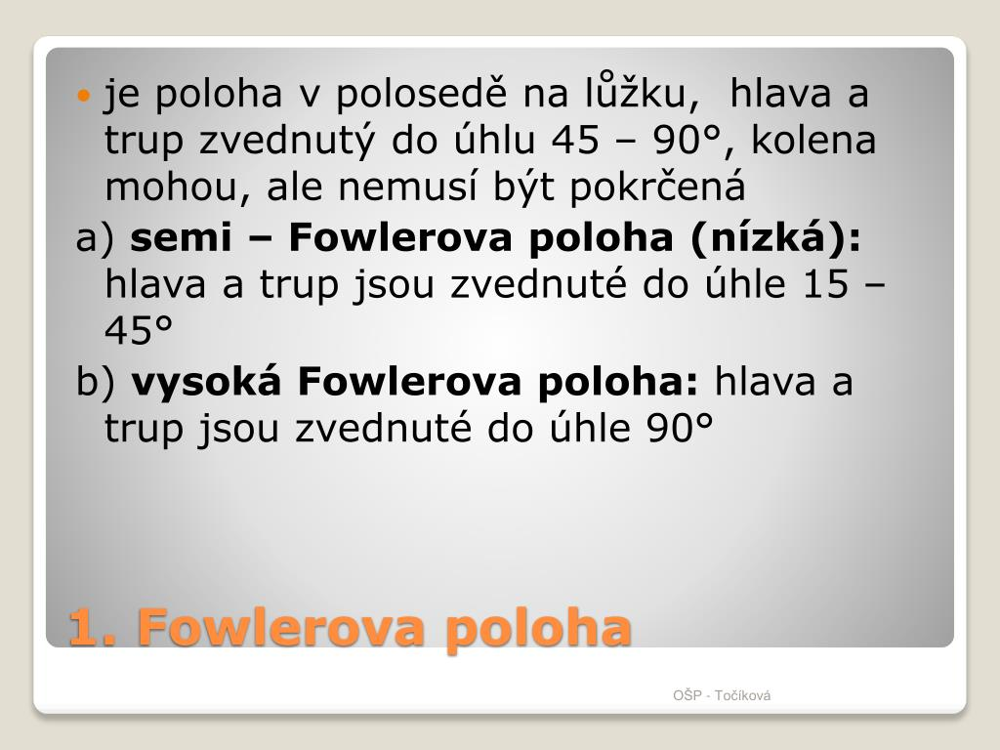 je poloha v polosedě na lůžku,  hlava a
trup zvednutý do úhlu 45 – 90°, kolena
mohou, ale nemusí být pokrčená
a) semi – Fowlerova poloha (nízká):
hlava a trup jsou zvednuté do úhle 15 –
45°
b) vysoká Fowlerova poloha: hlava a
trup jsou zvednuté do úhle 90°
1. Fowlerova poloha
OŠP - Točíková